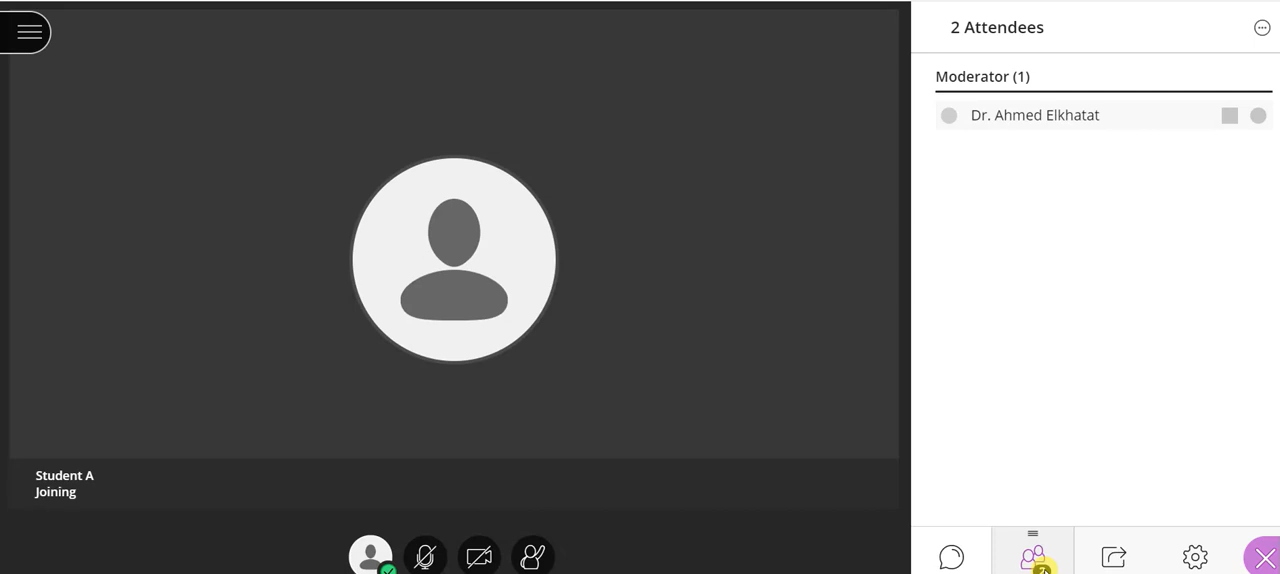 2 Attendees
Moderator (1)
Dr. Ahmed Elkhatat
Student A
Joining